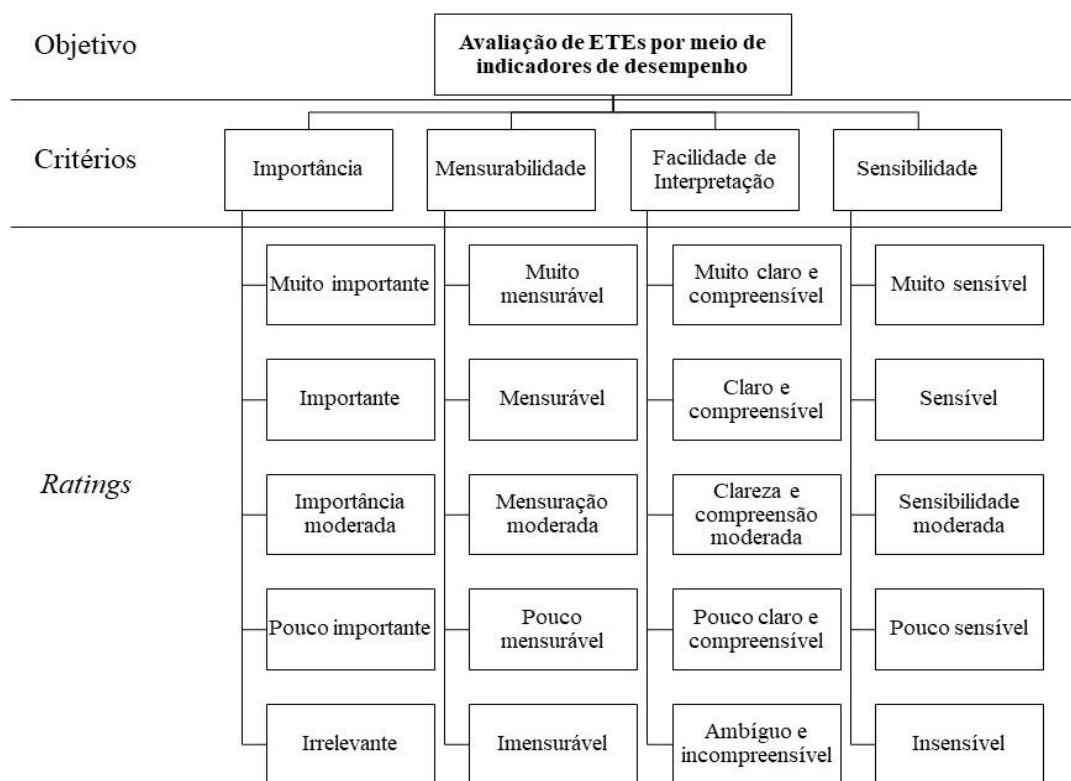 Objetivo
Avaliação de ETEs por meio de
indicadores de desempenho
Critérios
Importância
Mensurabilidade
Facilidade de
Interpretação
Sensibilidade
Ratings
Muito importante
Muito
mensurável
Muito claro e
compreensível
Muito sensível
Importante
Mensurável
Claro e
compreensível
Sensível
Importância
moderada
Mensuração
moderada
Clareza e
compreensão
moderada
Sensibilidade
moderada
Pouco importante
Pouco
mensurável
Pouco claro e
compreensível
Pouco sensível
Irrelevante
Imensurável
Ambíguo e
incompreensível
Insensível